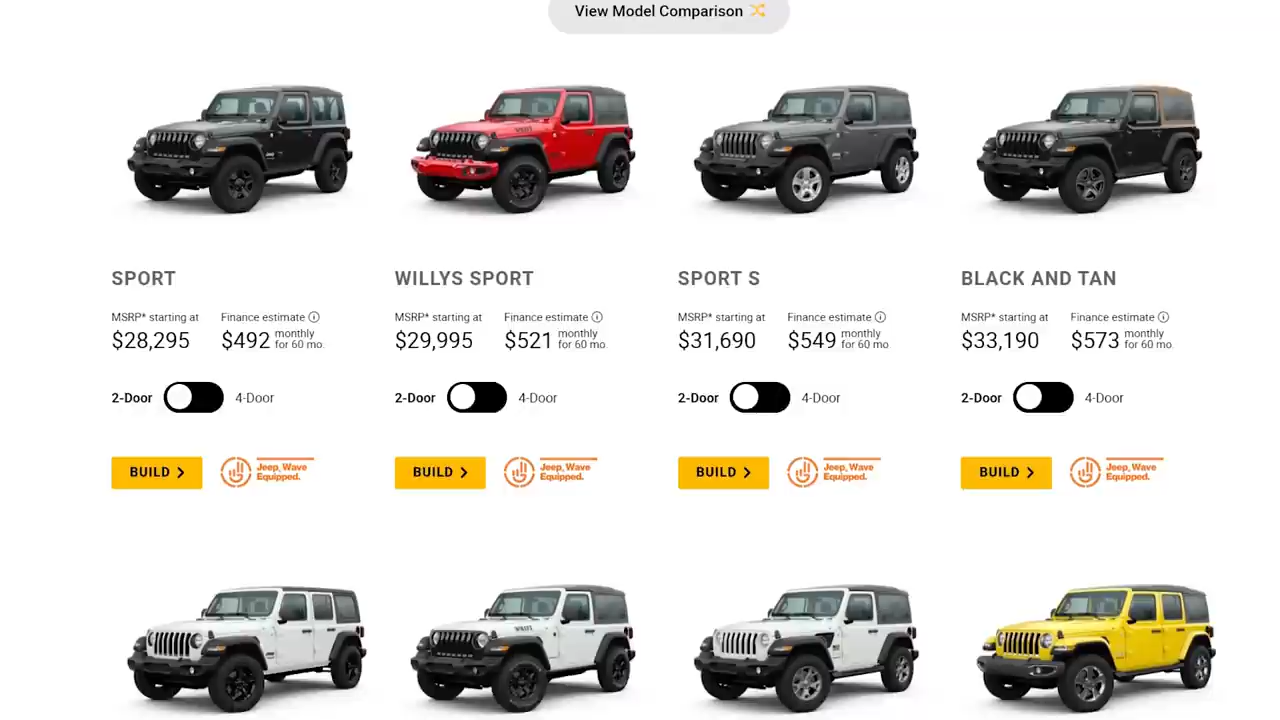 View Model Comparison
SPORT
MSRP* starting at
$28,295
Finance estimate
$492 monthly
for 60 mo.
2-Door
4-Door
BUILD
Jeep, Wave
Equipped.
WILLYS SPORT
MSRP* starting at
$29,995
Finance estimate
$521 monthly
for 60 mo.
2-Door
4-Door
BUILD
Jeep, Wave
Equipped.
SPORT S
MSRP* starting at
$31,690
Finance estimate
$549 monthly
for 60 mo.
2-Door
4-Door
BUILD
Jeep, Wave
Equipped.
BLACK AND TAN
MSRP* starting at
$33,190
Finance estimate
$573 monthly
for 60 mo.
2-Door
4-Door
BUILD
Jeep, Wave
Equipped.